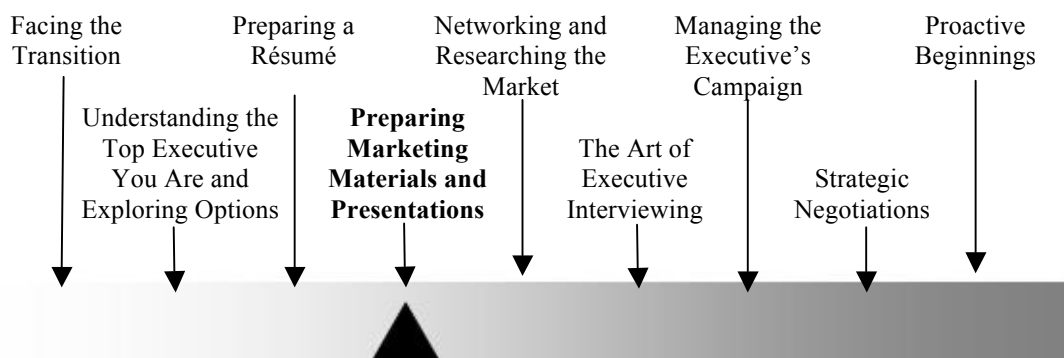 Facing the
Transition
Understanding the
Top Executive
You Are and
Exploring Options
Preparing a
Résumé
Preparing
Marketing
Materials and
Presentations
Networking and
Researching the
Market
The Art of
Executive
Interviewing
Managing the
Executive’s
Campaign
Strategic
Negotiations
Proactive
Beginnings